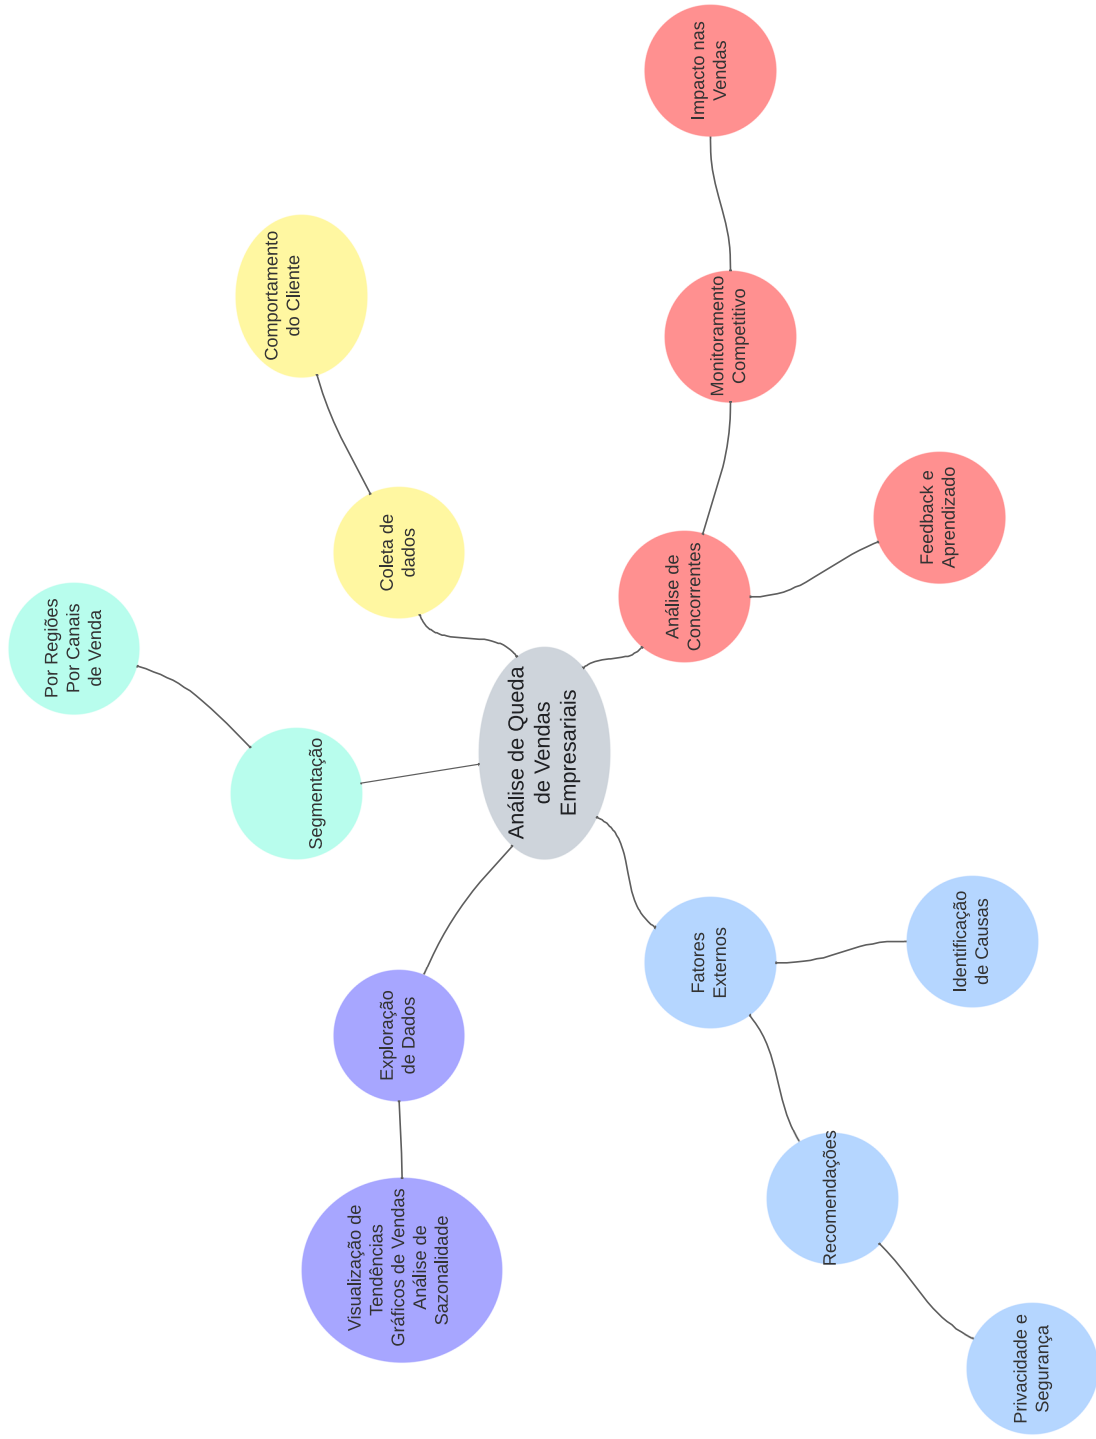 Análise de Queda
de Vendas
Empresariais
Segmentação
Por Regiões
Por Canais
de Venda
Coleta de
dados
Comportamento
do Cliente
Análise de
Concorrentes
Monitoramento
Competitivo
Impacto nas
Vendas
Feedback e
Aprendizado
Fatores
Externos
Identificação
de Causas
Recomendações
Privacidade e
Segurança
Exploração
de Dados
Visualização de
Tendências
Gráficos de Vendas
Análise de
Sazonalidade